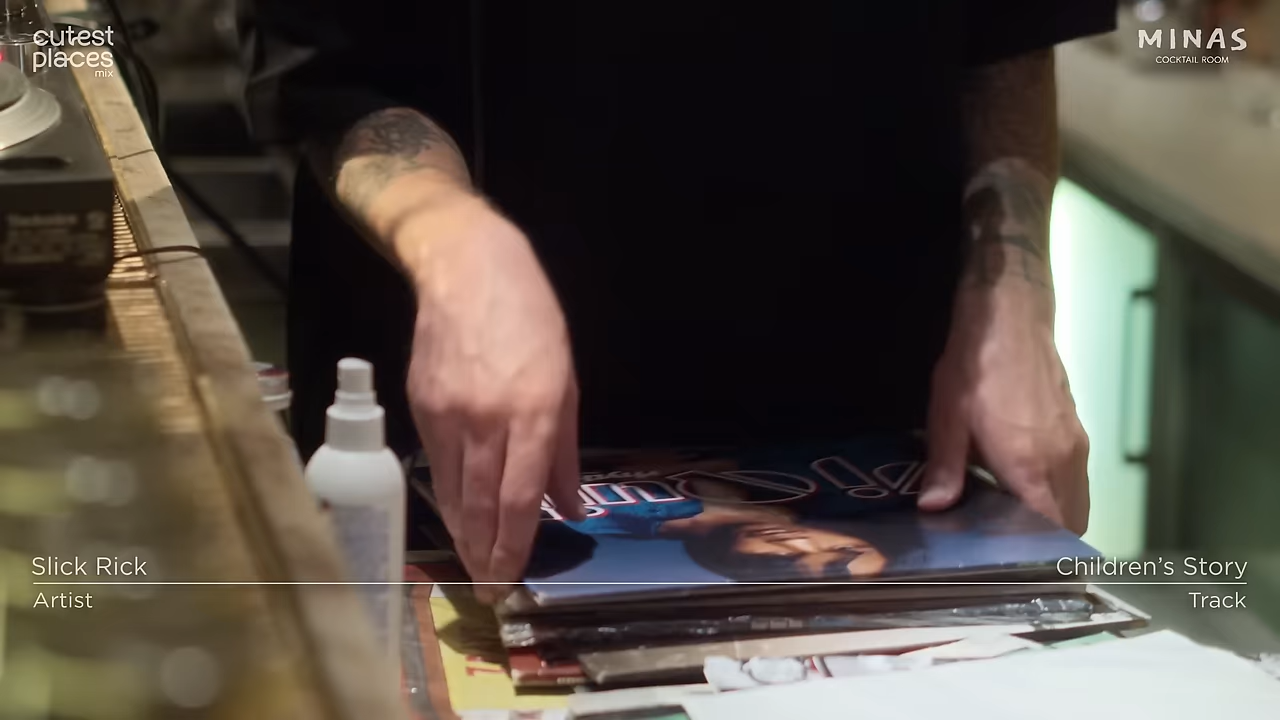 cutest
places
mix
MINAS
COCKTAIL ROOM
Slick Rick
Children's Story
Artist
Track